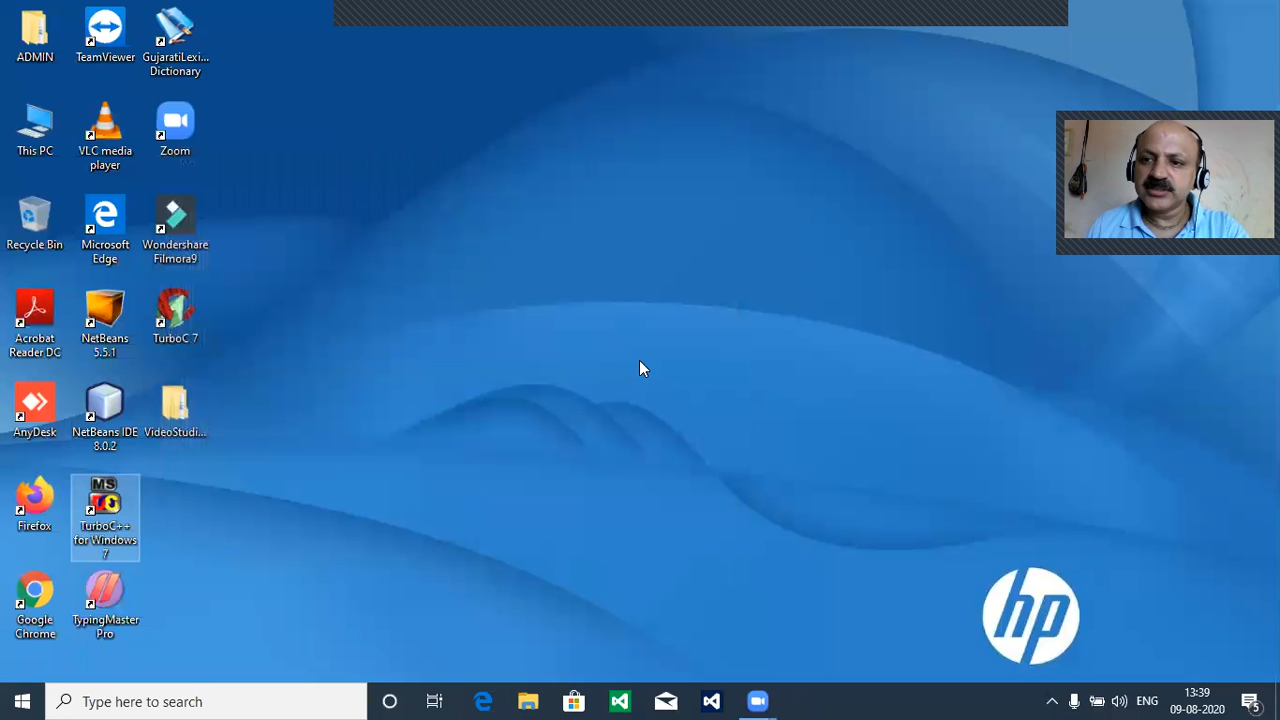 ADMIN
TeamViewer
GujaratiLexi...
Dictionary
This PC
VLC media
player
Zoom
Recycle Bin
Microsoft
Edge
Wondershare
Filmora9
Acrobat
Reader DC
NetBeans
5.5.1
TurboC 7
AnyDesk
NetBeans IDE
8.0.2
VideoStudi...
Firefox
MS
TurboC++
for Windows
7
Google
Chrome
TypingMaster
Pro
hp
Type here to search
ENG
13:39
09-08-2020
5